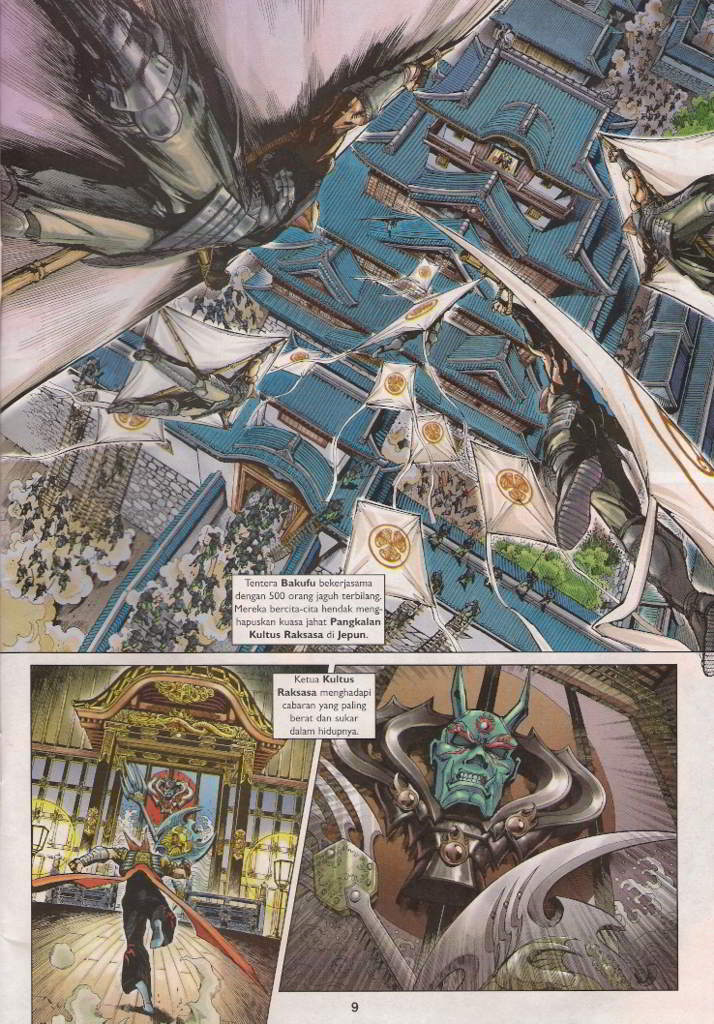 Tentera Bakufu bekerjasama
dengan 500 orang jaguh terbilang.
Mereka bercita-cita hendak meng-
hapuskan kuasa jahat Pangkalan
Kultus Raksasa di Jepun.
Ketua Kultus
Raksasa menghadapi
cabaran yang paling
berat dan sukar
dalam hidupnya.
9